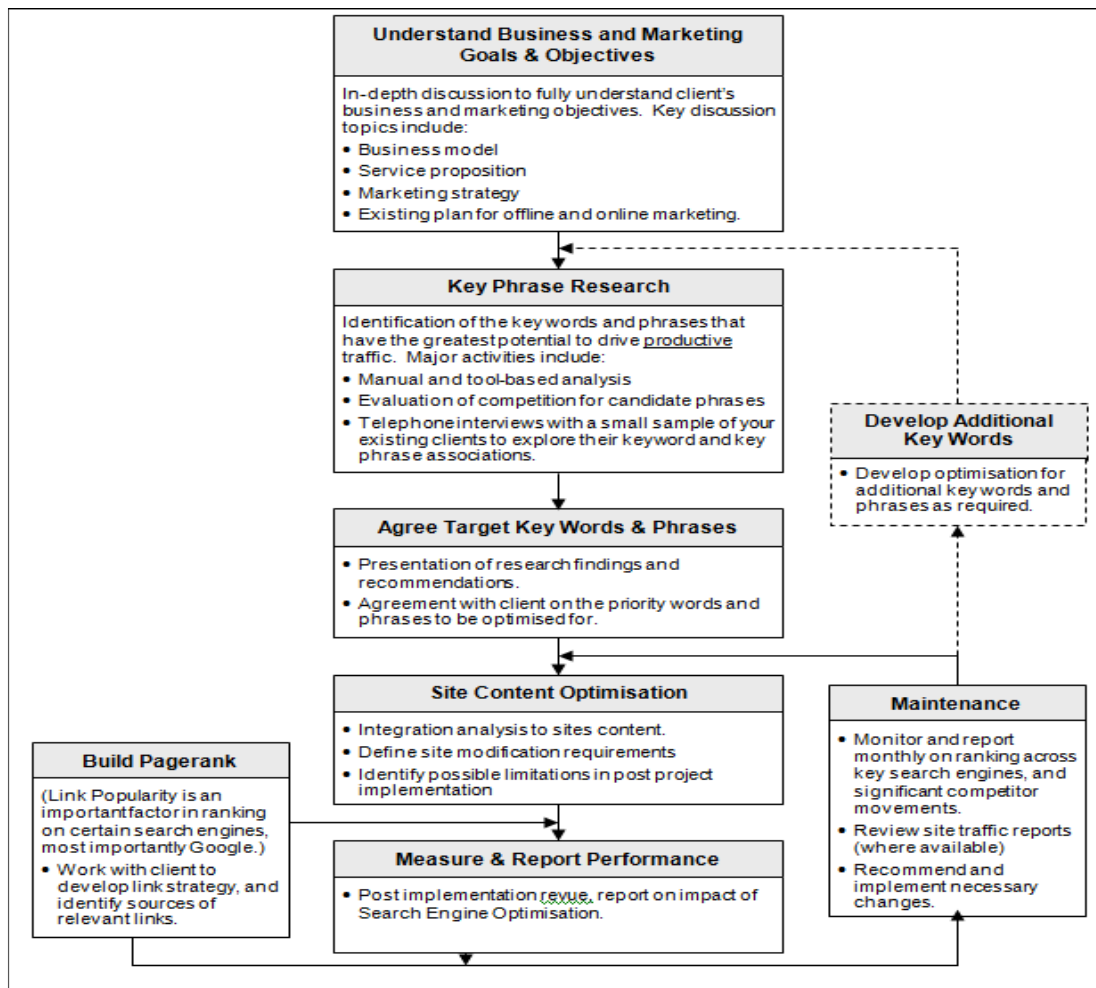 Understand Business and Marketing
Goals & Objectives
In-depth discussion to fully understand client's
business and marketing objectives. Key discussion
topics include:
• Business model
• Service proposition
• Marketing strategy
• Existing plan for offline and online marketing.
Key Phrase Research
Identification of the key words and phrases that
have the greatest potential to drive productive
traffic. Major activities include:
• Manual and tool-based analysis
• Evaluation of competition for candidate phrases
• Telephone interviews with a small sample of your
existing clients to explore their keyword and key
phrase associations.
Develop Additional
Key Words
• Develop optimisation for
additional key words and
phrases as required.
Agree Target Key Words & Phrases
• Presentation of research findings and
recommendations.
• Agreement with client on the priority words and
phrases to be optimised for.
Site Content Optimisation
• Integration analysis to sites content.
• Define site modification requirements
• Identify possible limitations in post project
implementation
Maintenance
• Monitor and report
monthly on ranking across
key search engines, and
significant competitor
movements.
• Review site traffic reports
(where available)
• Recommend and
implement necessary
changes.
Build Pagerank
(Link Popularity is an
important factor in ranking
on certain search engines,
most importantly Google.)
• Work with client to
develop link strategy, and
identify sources of
relevant links.
Measure & Report Performance
• Post implementation revue, report on impact of
Search Engine Optimisation.